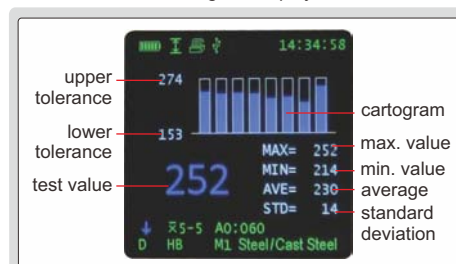 14:34:58
upper
tolerance
274
cartogram
lower
tolerance
153
MAX= 252
max. value
test value
252
MIN= 214
min. value
AVE= 230
average
STD= 14
standard
deviation
x̅5-5 A0:060
D HB M1 Steel/Cast Steel